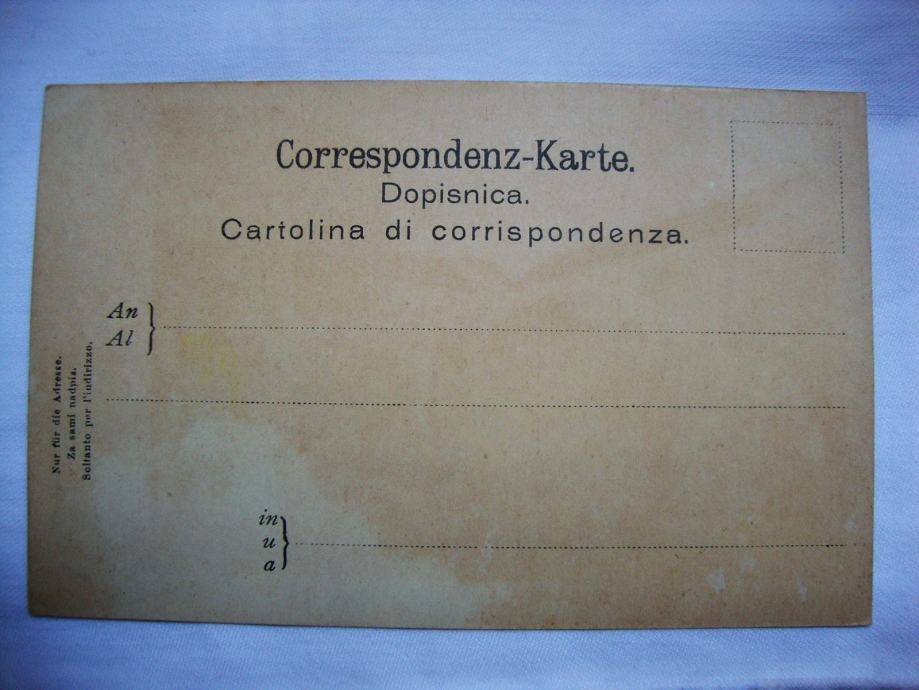 Correspondenz-Karte.
Dopisnica.
Cartolina di corrispondenza.
An
Al
Nur für die Adresse.
Za sami nadpis.
Soltanto per l'indirizzo.
in
u
a